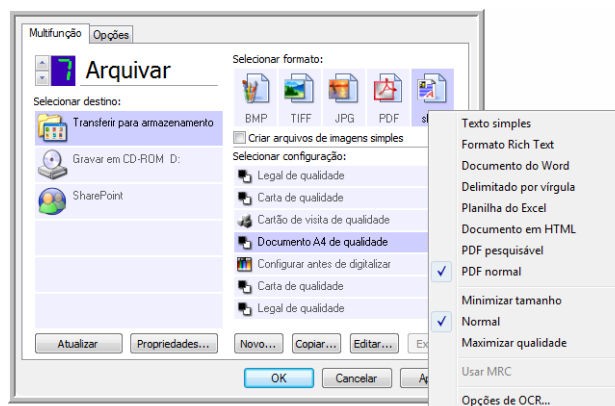 Multifunção
Opções
7
Arquivar
Selecionar destino:
Transferir para armazenamento
Gravar em CD-ROM D:
SharePoint
Atualizar
Propriedades...
Selecionar formato:
BMP
TIFF
JPG
PDF
Criar arquivos de imagens simples
Selecionar configuração:
Legal de qualidade
Carta de qualidade
Cartão de visita de qualidade
Documento A4 de qualidade
Configurar antes de digitalizar
Carta de qualidade
Legal de qualidade
Novo...
Copiar...
Editar...
OK
Cancelar
Texto simples
Formato Rich Text
Documento do Word
Delimitado por vírgula
Planilha do Excel
Documento em HTML
PDF pesquisável
PDF normal
Minimizar tamanho
Normal
Maximizar qualidade
Usar MRC
Opções de OCR...